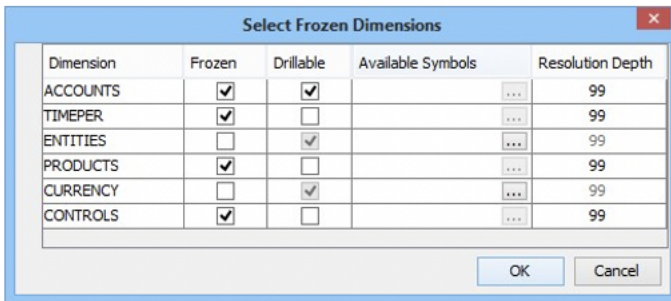 Select Frozen Dimensions
Dimension Frozen Drillable Available Symbols Resolution Depth
ACCOUNTS ... 99
TIMEPER ... 99
ENTITIES ... 99
PRODUCTS ... 99
CURRENCY ... 99
CONTROLS ... 99
OK Cancel